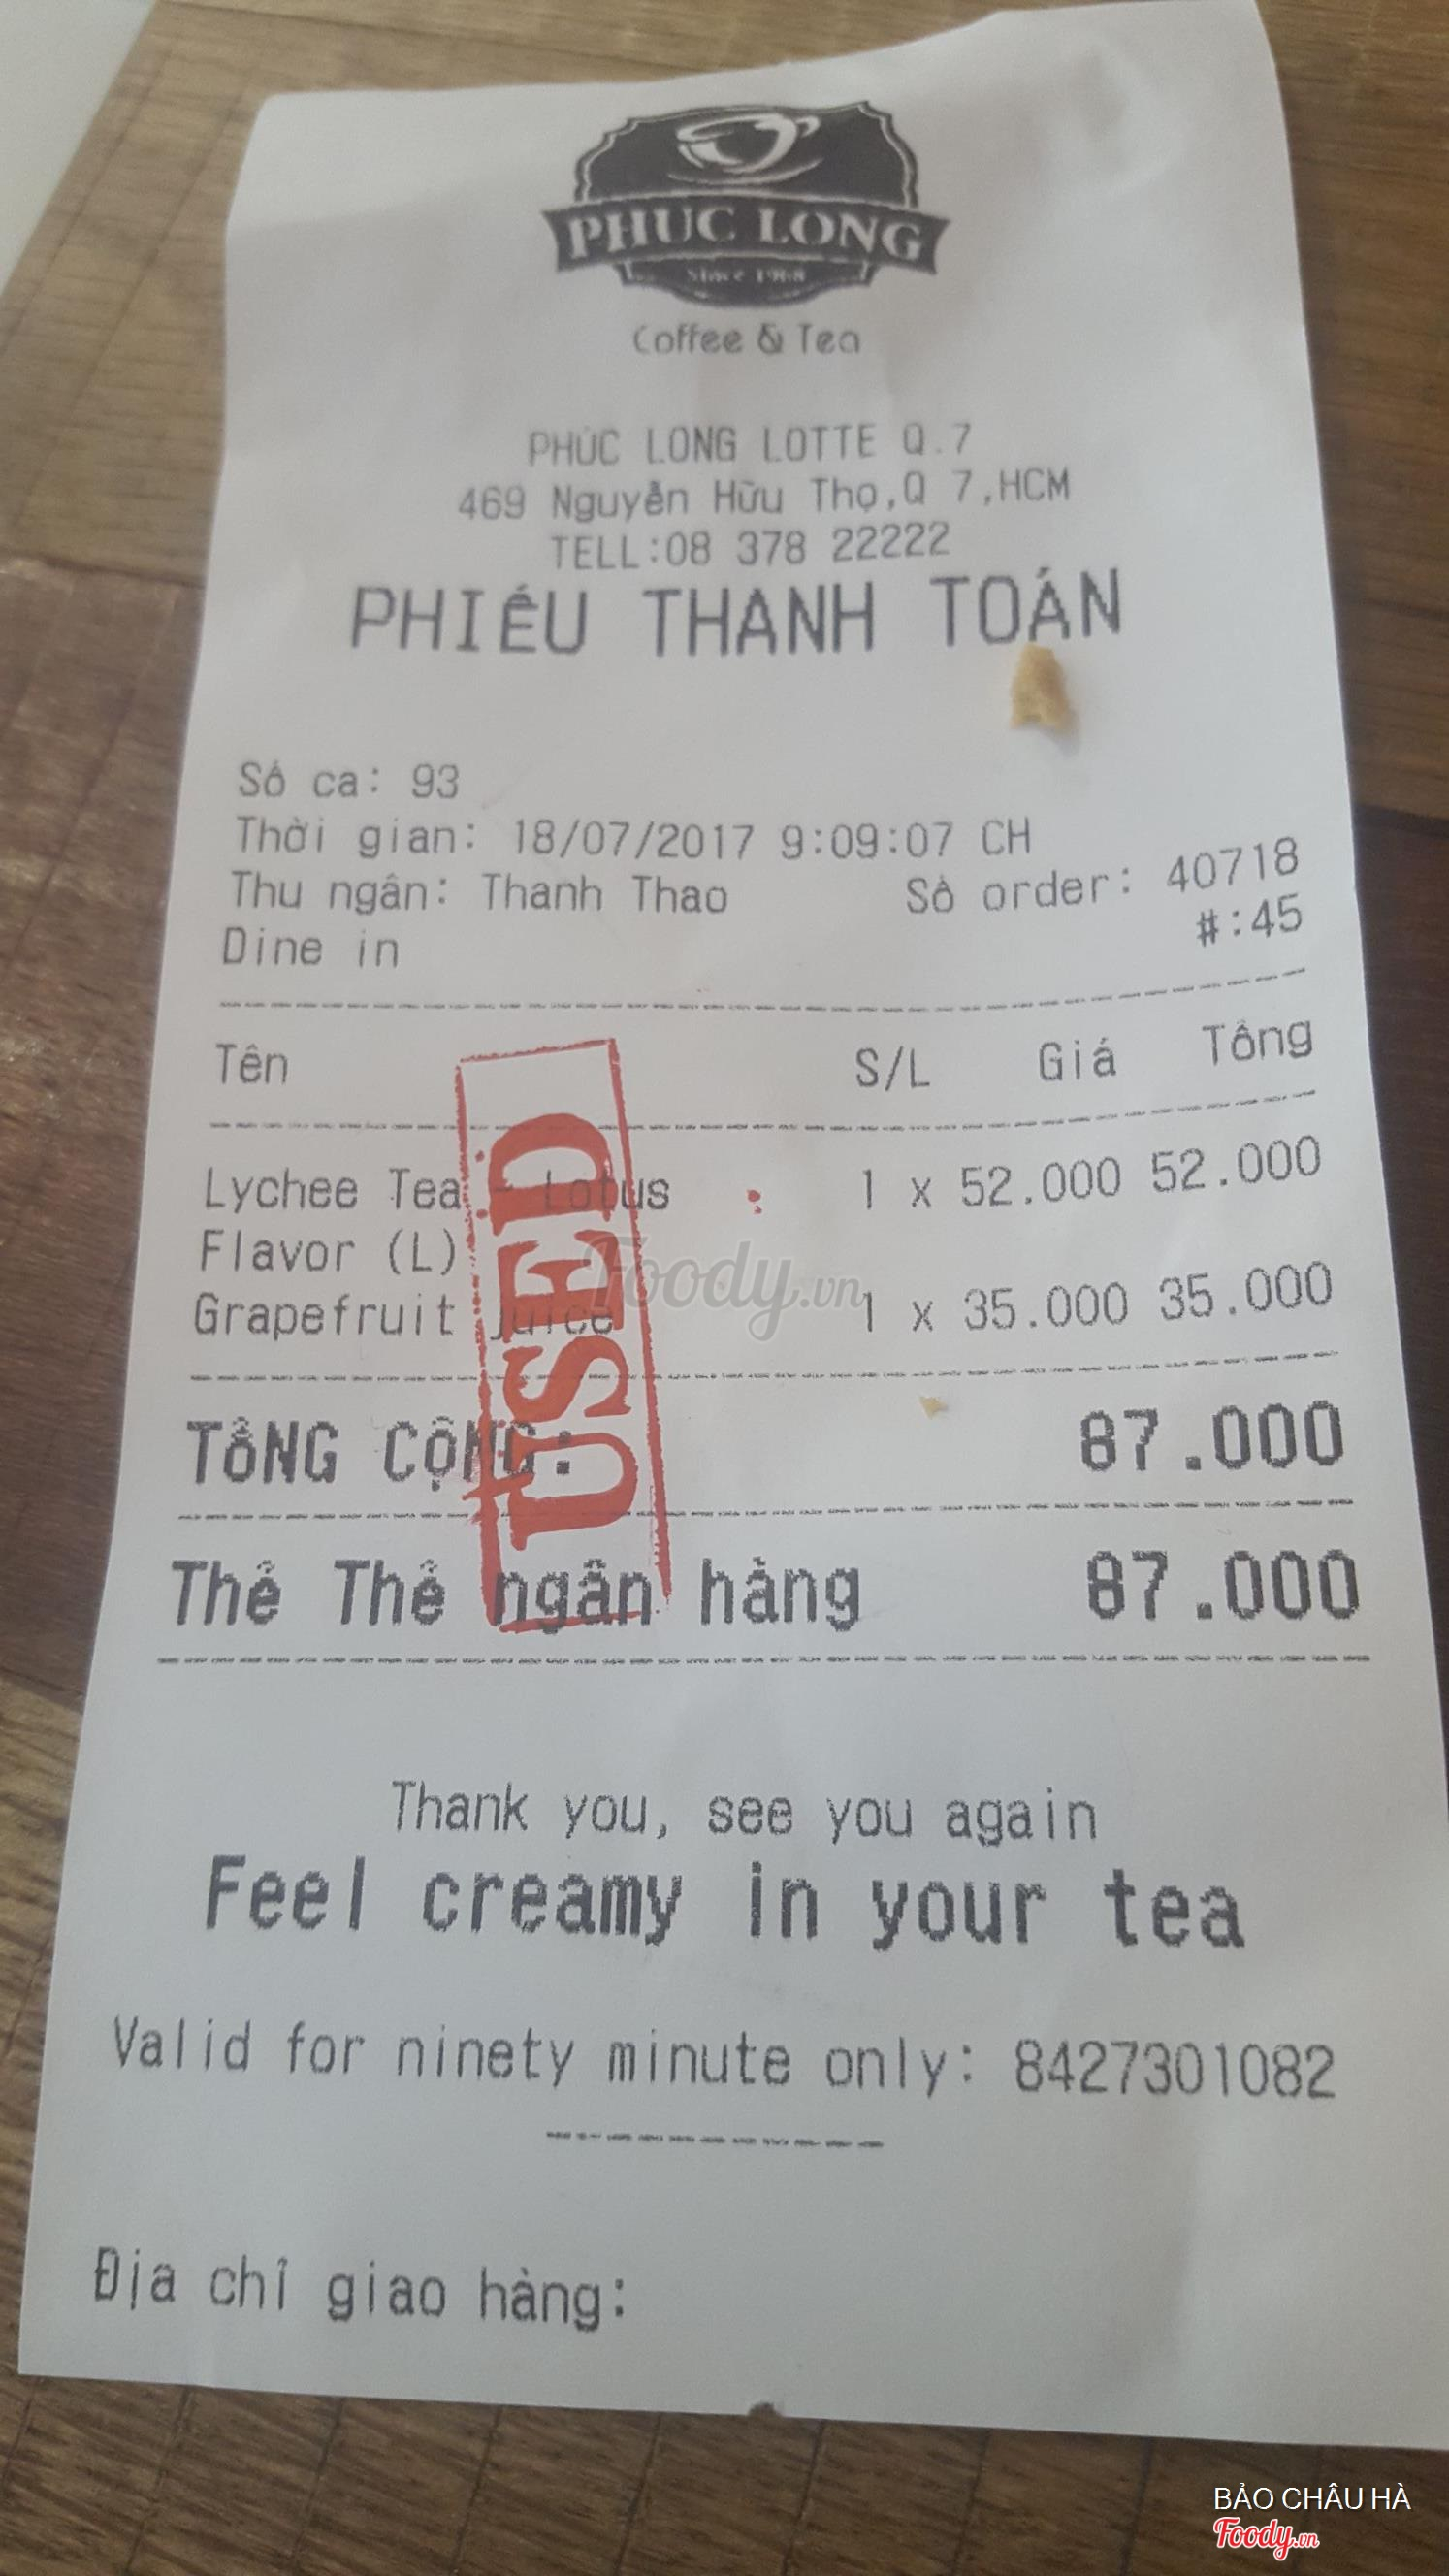 PHUC LONG
Since 1968
Coffee & Tea
PHÚC LONG LOTTE Q.7
469 Nguyễn Hữu Thọ,Q 7,HCM
TELL:08 378 22222
PHIẾU THANH TOÁN
Số ca: 93
Thời gian: 18/07/2017 9:09:07 CH
Thu ngân: Thanh Thao Số order: 40718
Dine in #:45
Tên S/L Giá Tổng
Lychee Tea - Lotus 1 x 52.000 52.000
Flavor (L)
Grapefruit Juice 1 x 35.000 35.000
USED
Foody.vn
TỔNG CỘNG: 87.000
Thẻ Thẻ ngân hàng 87.000
Thank you, see you again
Feel creamy in your tea
Valid for ninety minute only: 8427301082
Địa chỉ giao hàng:
BẢO CHÂU HÀ
Foody.vn